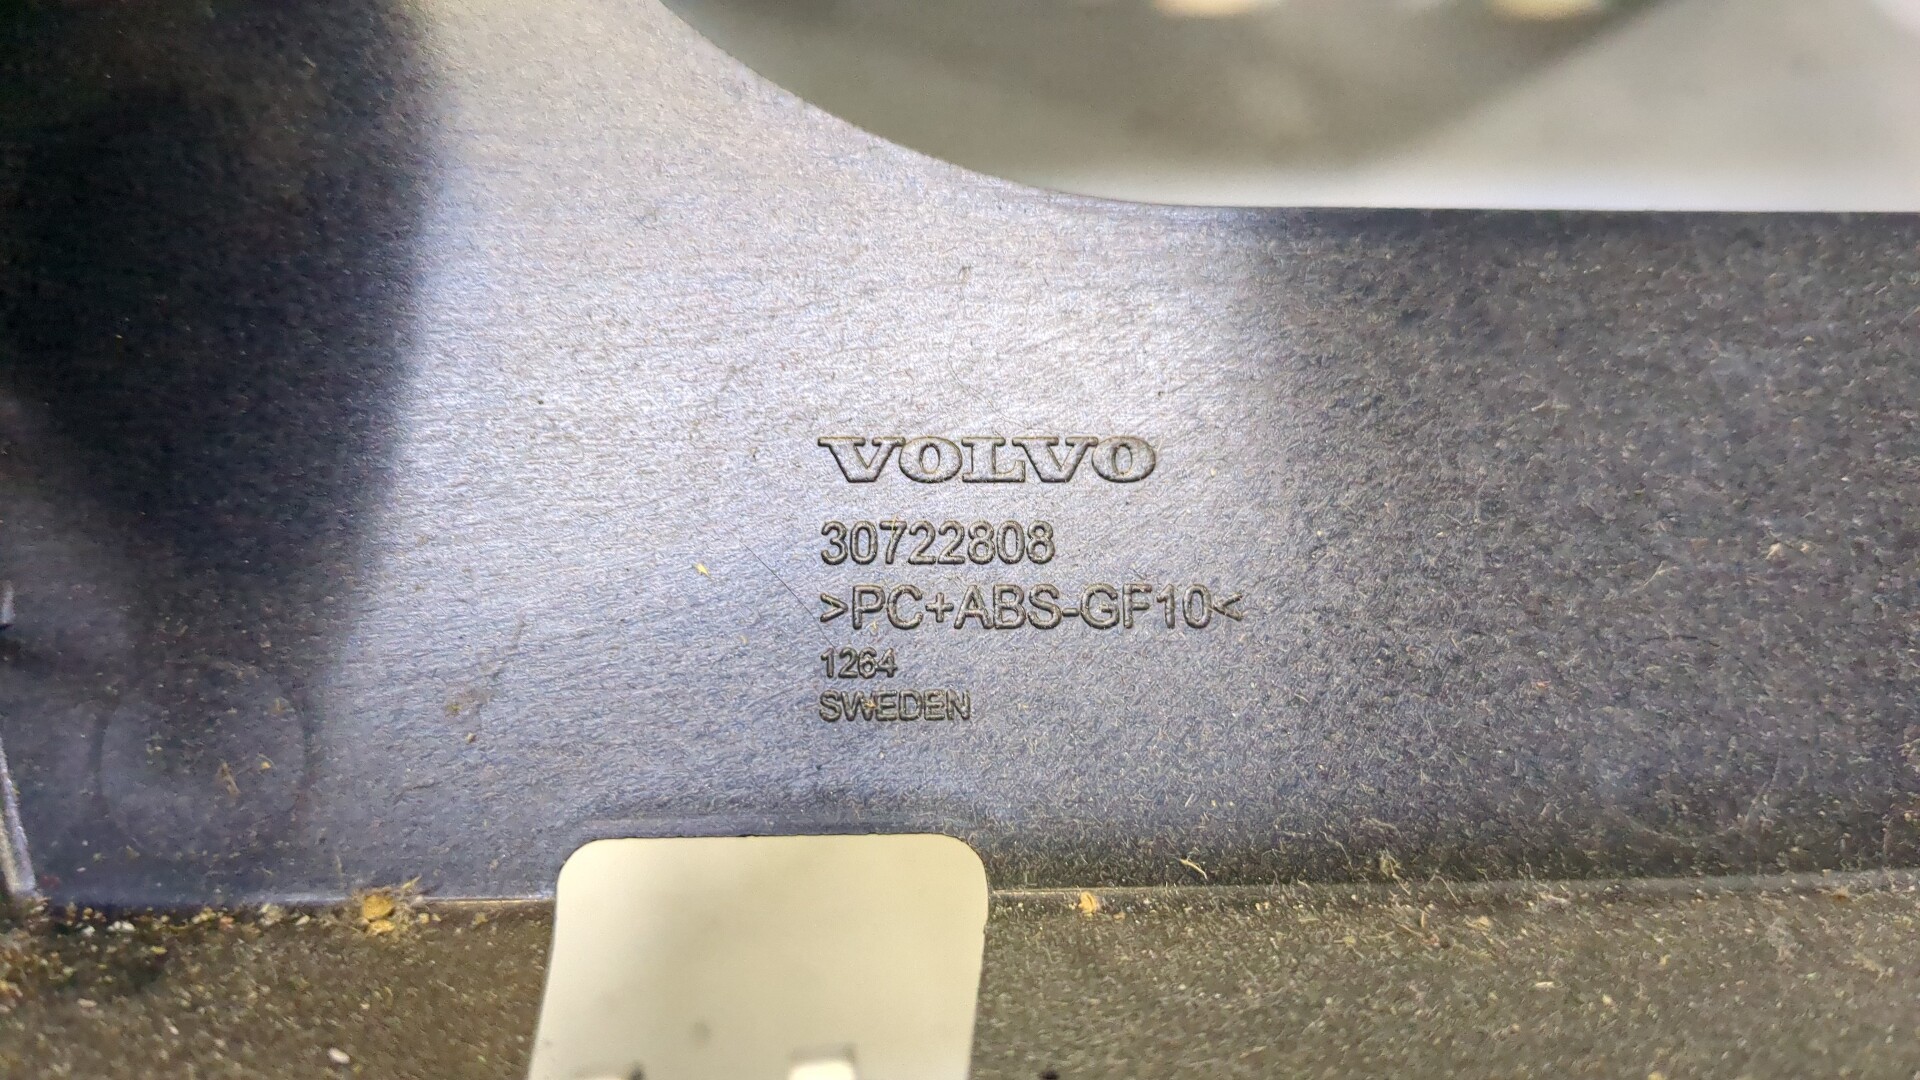 VOLVO
30722808
>PC+ABS-GF10<
1264
SWEDEN